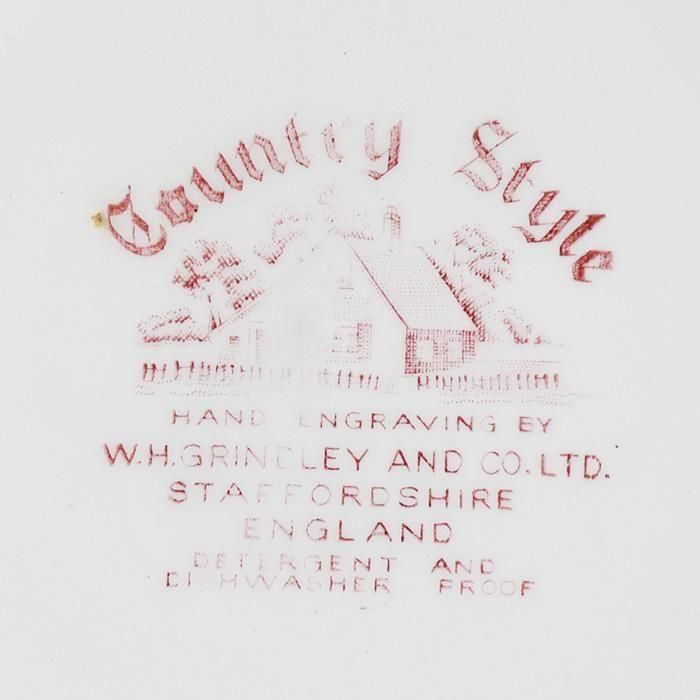 Country Style
HAND ENGRAVING BY
W.H.GRINDLEY AND CO.LTD.
STAFFORDSHIRE
ENGLAND
DETERGENT AND
DISHWASHER PROOF